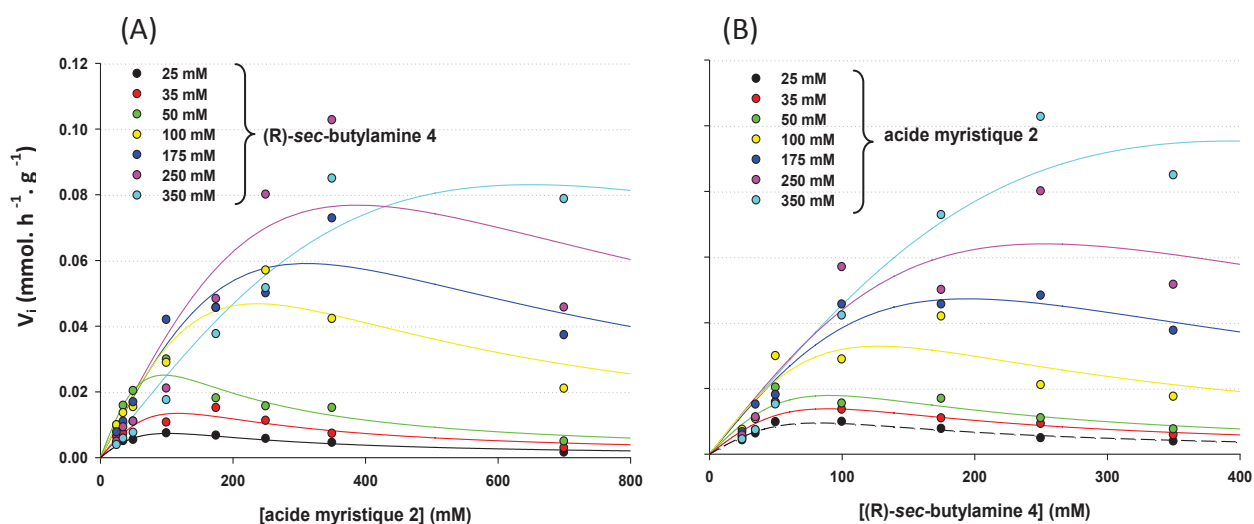 (A)
(B)
V i (mmol. h⁻¹ . g⁻¹)
0.12
0.10
0.08
0.06
0.04
0.02
0.00
25 mM
35 mM
50 mM
100 mM
175 mM
250 mM
350 mM
(R)-sec-butylamine 4
0
200
400
600
800
[acide myristique 2] (mM)
25 mM
35 mM
50 mM
100 mM
175 mM
250 mM
350 mM
acide myristique 2
0
100
200
300
400
[(R)-sec-butylamine 4] (mM)